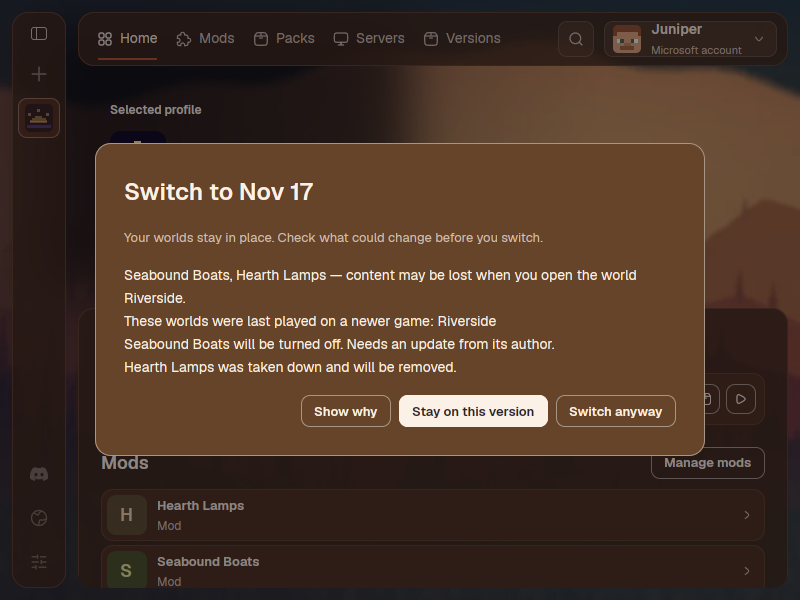 Home
Mods
Packs
Servers
Versions
Juniper
Microsoft account
Selected profile
Switch to Nov 17
Your worlds stay in place. Check what could change before you switch.
Seabound Boats, Hearth Lamps — content may be lost when you open the world
Riverside.
These worlds were last played on a newer game: Riverside
Seabound Boats will be turned off. Needs an update from its author.
Hearth Lamps was taken down and will be removed.
Show why
Stay on this version
Switch anyway
Mods
Manage mods
H
Hearth Lamps
Mod
S
Seabound Boats
Mod